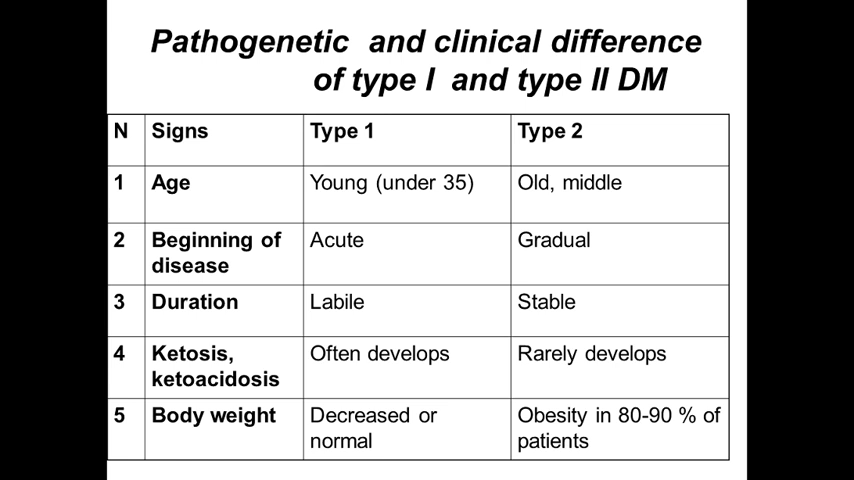 Pathogenetic and clinical difference
of type I and type II DM
N Signs Type 1 Type 2
1 Age Young (under 35) Old, middle
2 Beginning of disease Acute Gradual
3 Duration Labile Stable
4 Ketosis, ketoacidosis Often develops Rarely develops
5 Body weight Decreased or normal Obesity in 80-90 % of patients